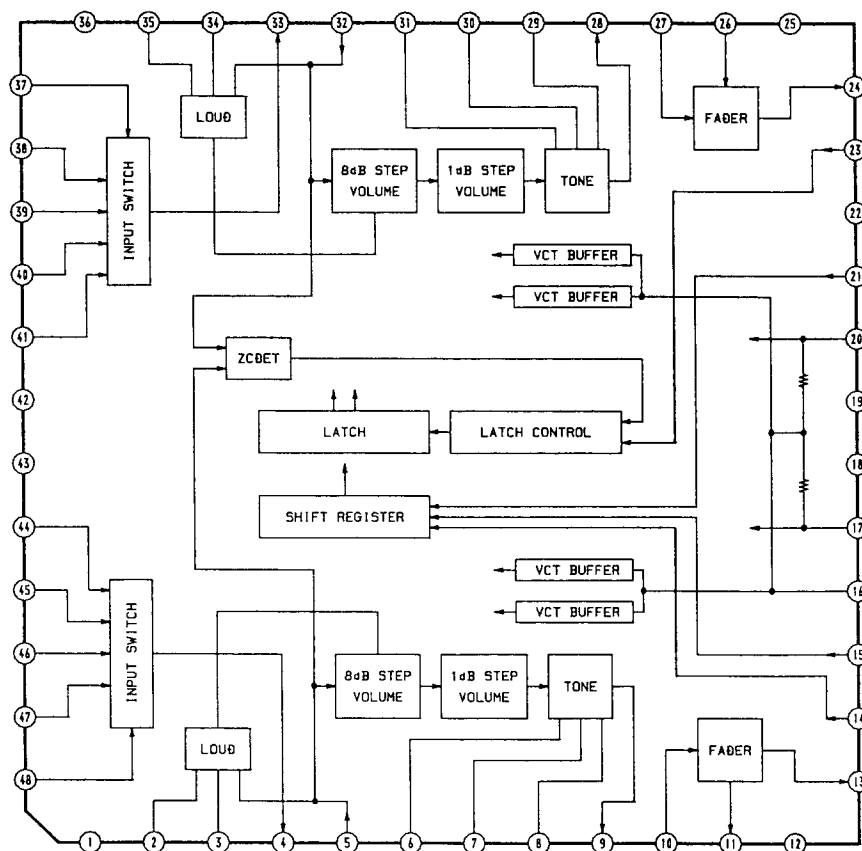 36 35 34 33 32 31 30 29 28 27 26 25
37
24
LOUD
FADER
38
8dB STEP
VOLUME
1dB STEP
VOLUME
TONE
23
INPUT SWITCH
39
22
40
VCT BUFFER
21
VCT BUFFER
41
20
ZCDET
42
LATCH
LATCH CONTROL
19
43
18
44
SHIFT REGISTER
17
45
VCT BUFFER
16
VCT BUFFER
INPUT SWITCH
46
15
8dB STEP
VOLUME
1dB STEP
VOLUME
TONE
47
14
LOUD
FADER
48
13
1 2 3 4 5 6 7 8 9 10 11 12